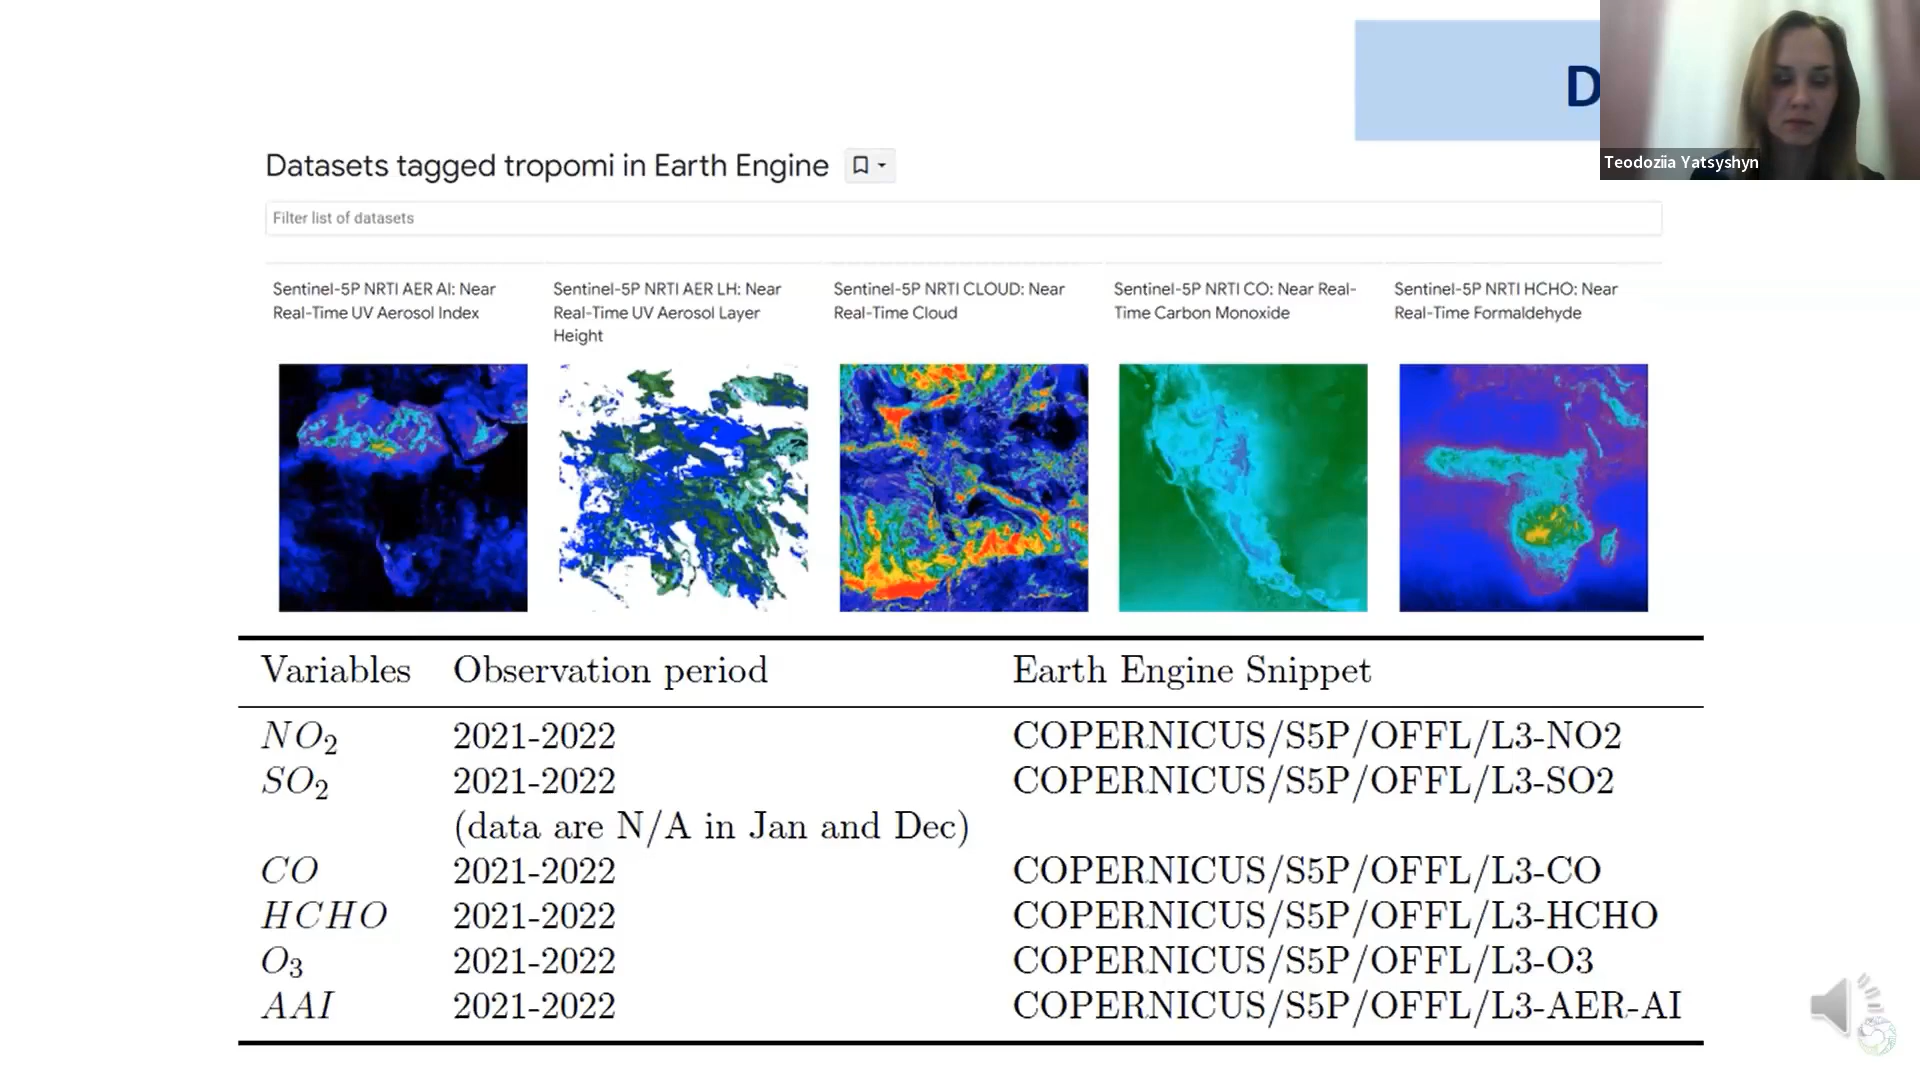 D
Teodoziia Yatsyshyn
Datasets tagged tropomi in Earth Engine
Filter list of datasets
Sentinel-5P NRTI AER AI: Near
Real-Time UV Aerosol Index
Sentinel-5P NRTI AER LH: Near
Real-Time UV Aerosol Layer
Height
Sentinel-5P NRTI CLOUD: Near
Real-Time Cloud
Sentinel-5P NRTI CO: Near Real-
Time Carbon Monoxide
Sentinel-5P NRTI HCHO: Near
Real-Time Formaldehyde
Variables Observation period Earth Engine Snippet
NO₂ 2021-2022 COPERNICUS/S5P/OFFL/L3-NO2
SO₂ 2021-2022 COPERNICUS/S5P/OFFL/L3-SO2
(data are N/A in Jan and Dec)
CO 2021-2022 COPERNICUS/S5P/OFFL/L3-CO
HCHO 2021-2022 COPERNICUS/S5P/OFFL/L3-HCHO
O₃ 2021-2022 COPERNICUS/S5P/OFFL/L3-O3
AAI 2021-2022 COPERNICUS/S5P/OFFL/L3-AER-AI